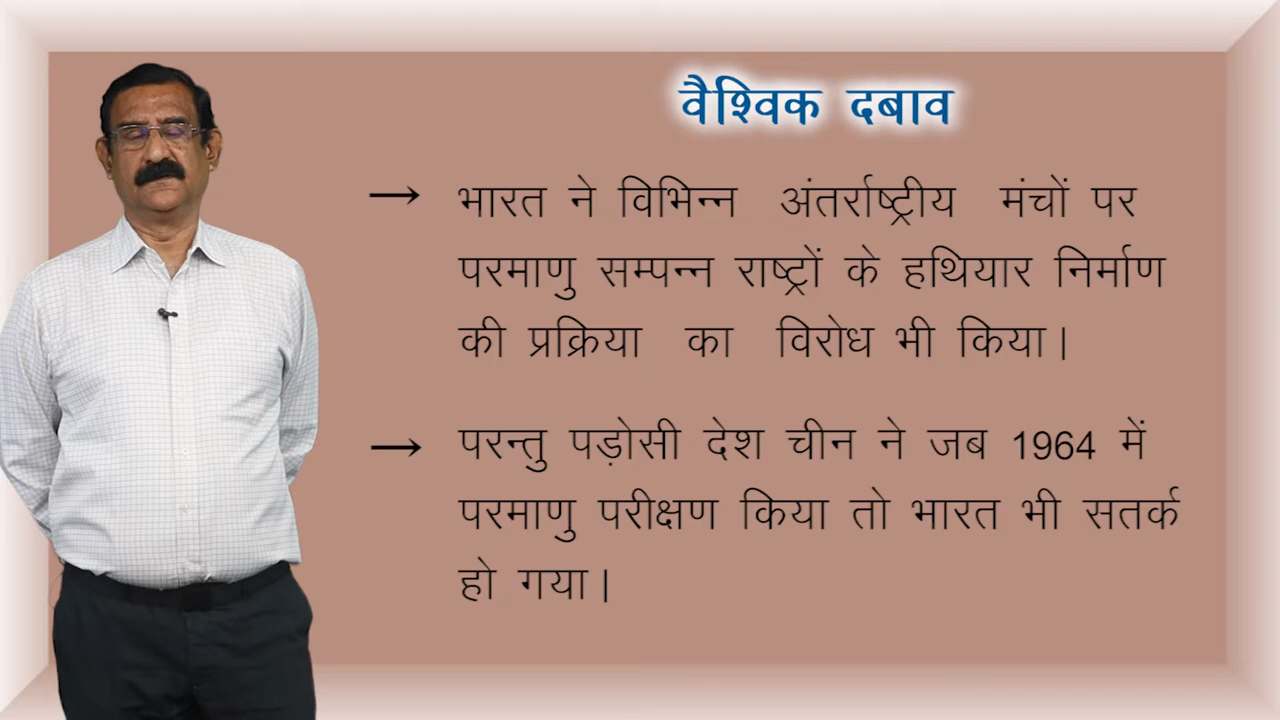 वैश्विक दबाव
→ भारत ने विभिन्न अंतर्राष्ट्रीय मंचों पर
परमाणु सम्पन्न राष्ट्रों के हथियार निर्माण
की प्रक्रिया का विरोध भी किया।
→ परन्तु पड़ोसी देश चीन ने जब 1964 में
परमाणु परीक्षण किया तो भारत भी सतर्क
हो गया।